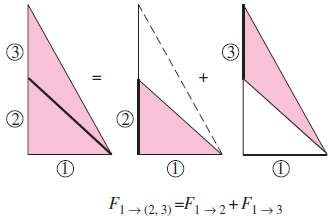 ③ ③
= +
② ②
① ① ①
F1 → (2, 3) = F1 → 2 + F1 → 3